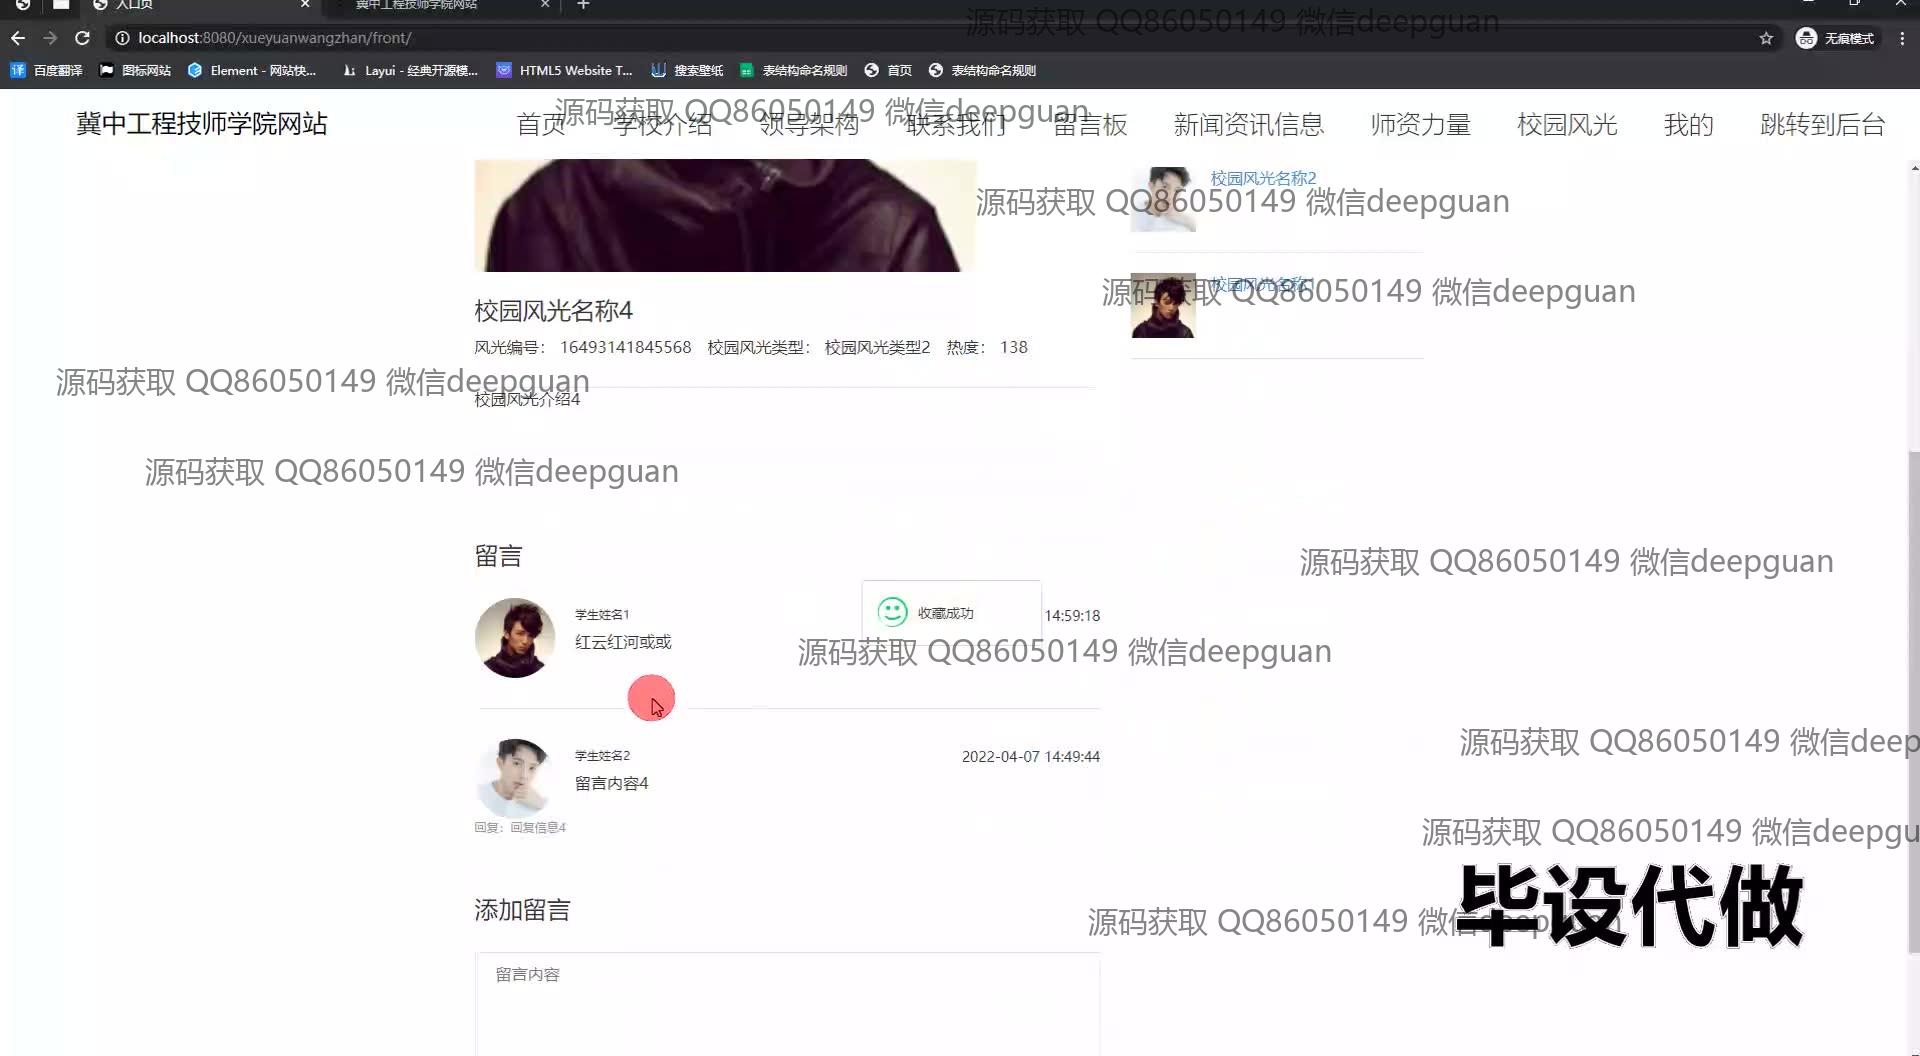 入口页
冀中工程技师学院网站
localhost:8080/xueyuanwangzhan/front/
无痕模式
百度翻译
图标网站
Element - 网站快...
Layui - 经典开源模...
HTML5 Website T...
搜索壁纸
表结构命名规则
首页
表结构命名规则
源码获取 QQ86050149 微信deepguan
冀中工程技师学院网站
首页
学校介绍
领导架构
联系我们
留言板
新闻资讯信息
师资力量
校园风光
我的
跳转到后台
源码获取 QQ86050149 微信deepguan
校园风光名称2
源码获取 QQ86050149 微信deepguan
校园风光名称1
源码获取 QQ86050149 微信deepguan
校园风光名称4
风光编号： 16493141845568 校园风光类型： 校园风光类型2 热度： 138
源码获取 QQ86050149 微信deepguan
校园风光介绍4
源码获取 QQ86050149 微信deepguan
留言
源码获取 QQ86050149 微信deepguan
学生姓名1
收藏成功
14:59:18
红云红河或或
源码获取 QQ86050149 微信deepguan
学生姓名2
2022-04-07 14:49:44
留言内容4
源码获取 QQ86050149 微信deep
回复：回复信息4
源码获取 QQ86050149 微信deepgu
添加留言
源码获取 QQ86050149 微信deepguan
毕设代做
留言内容